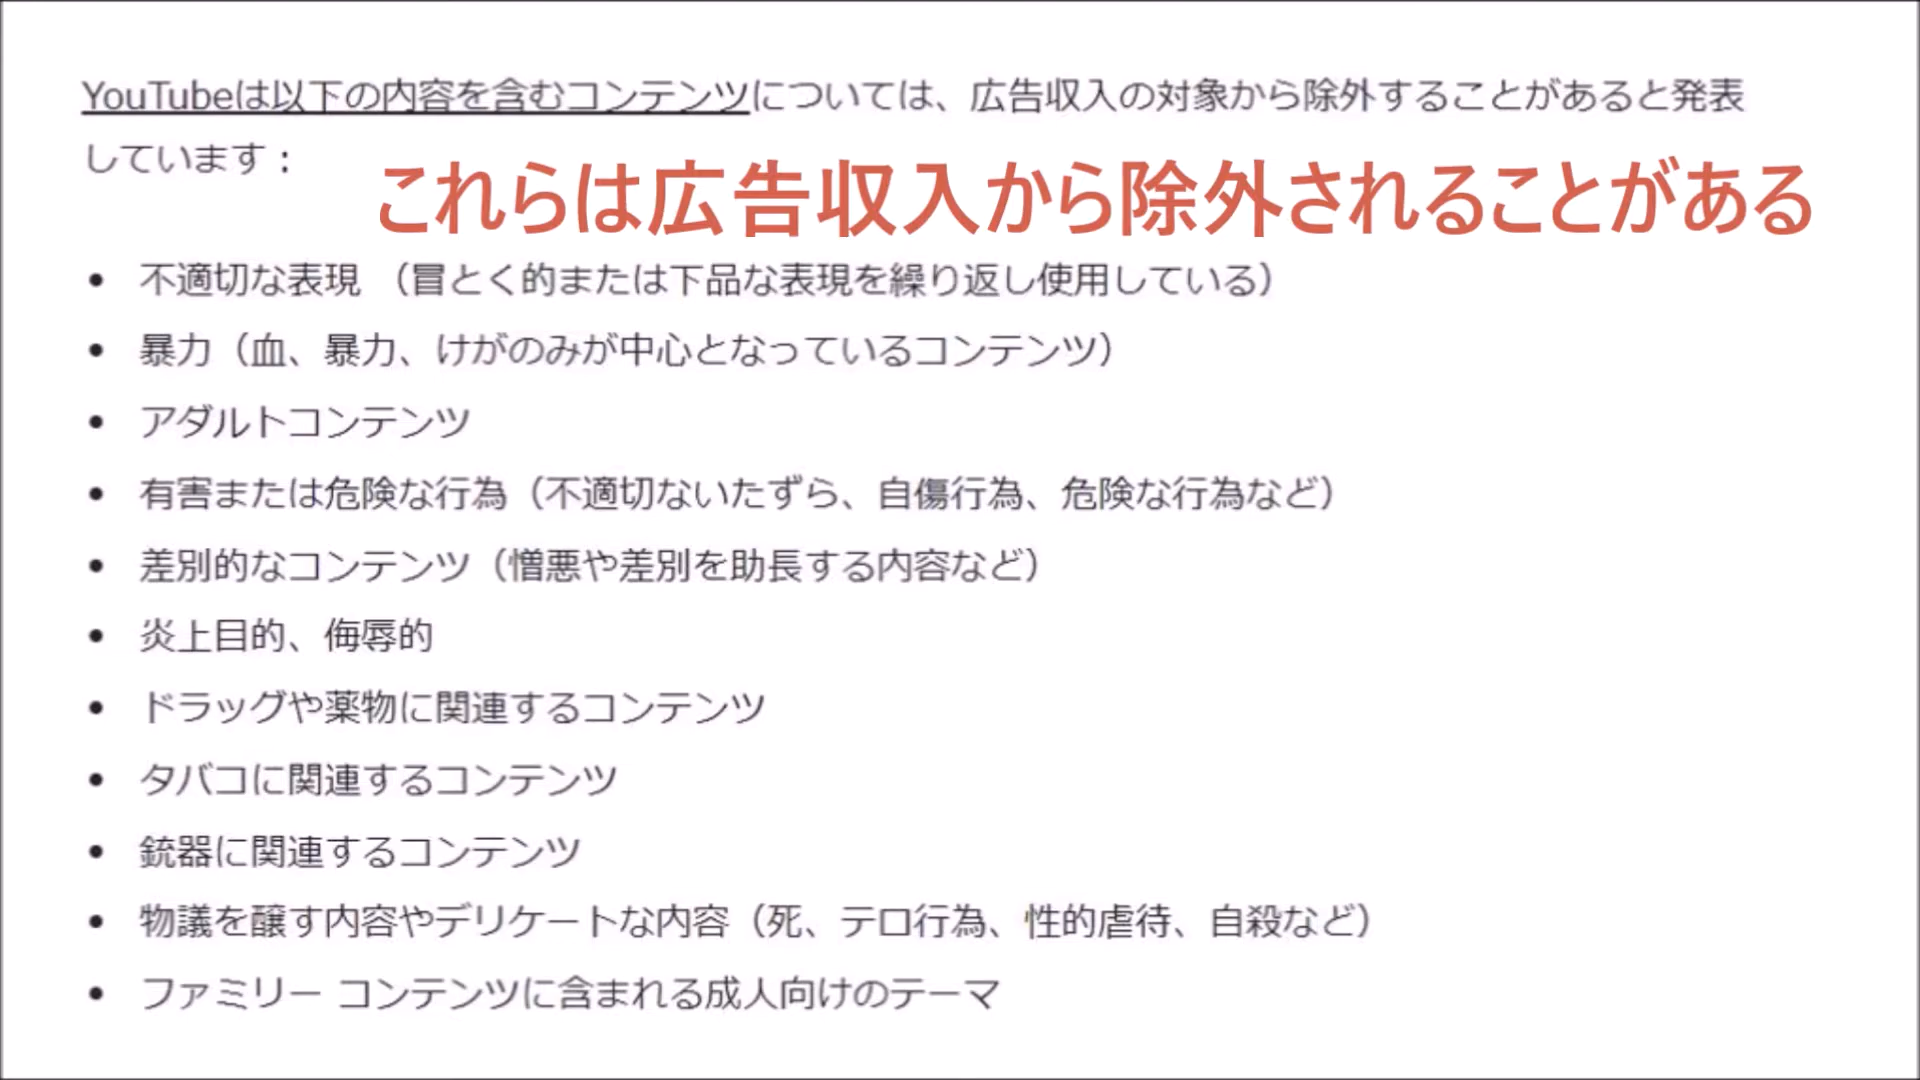 YouTubeは以下の内容を含むコンテンツについては、広告収入の対象から除外することがあると発表
しています：
これらは広告収入から除外されることがある
• 不適切な表現 （冒とく的または下品な表現を繰り返し使用している）
• 暴力（血、暴力、けがのみが中心となっているコンテンツ）
• アダルトコンテンツ
• 有害または危険な行為（不適切ないたずら、自傷行為、危険な行為など）
• 差別的なコンテンツ（憎悪や差別を助長する内容など）
• 炎上目的、侮辱的
• ドラッグや薬物に関連するコンテンツ
• タバコに関連するコンテンツ
• 銃器に関連するコンテンツ
• 物議を醸す内容やデリケートな内容（死、テロ行為、性的虐待、自殺など）
• ファミリー コンテンツに含まれる成人向けのテーマ